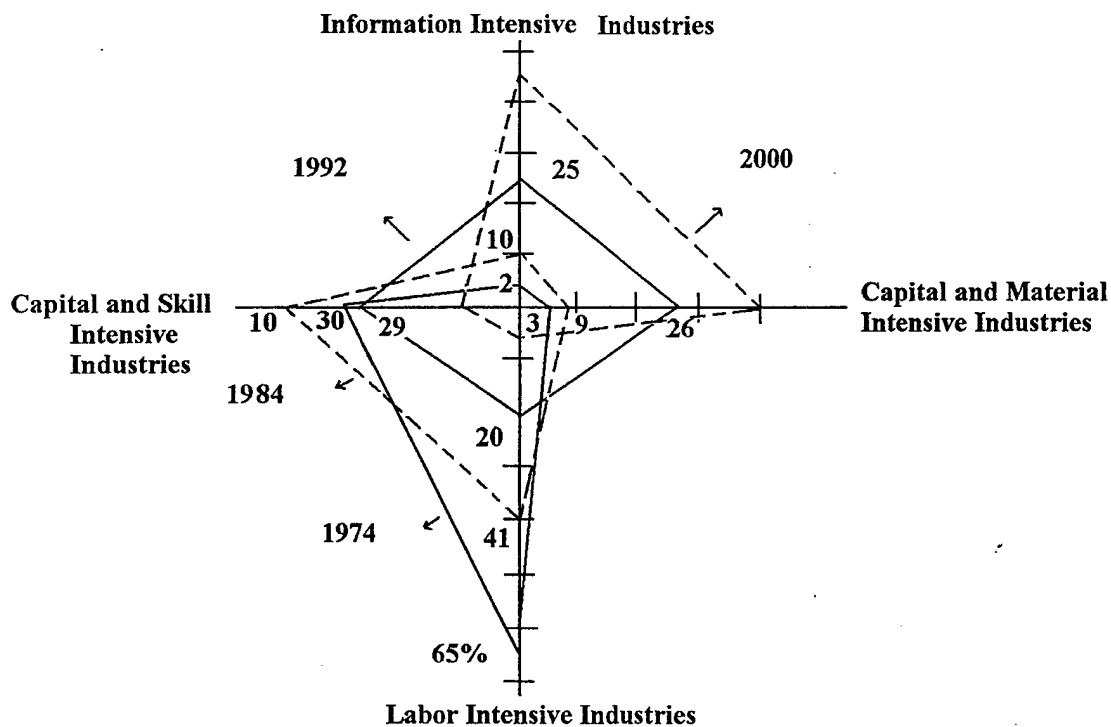 Information Intensive Industries
1992
25
2000
10
2
Capital and Skill
Intensive
Industries
10
30
29
3
9
26
Capital and Material
Intensive Industries
1984
20
1974
41
65%
Labor Intensive Industries